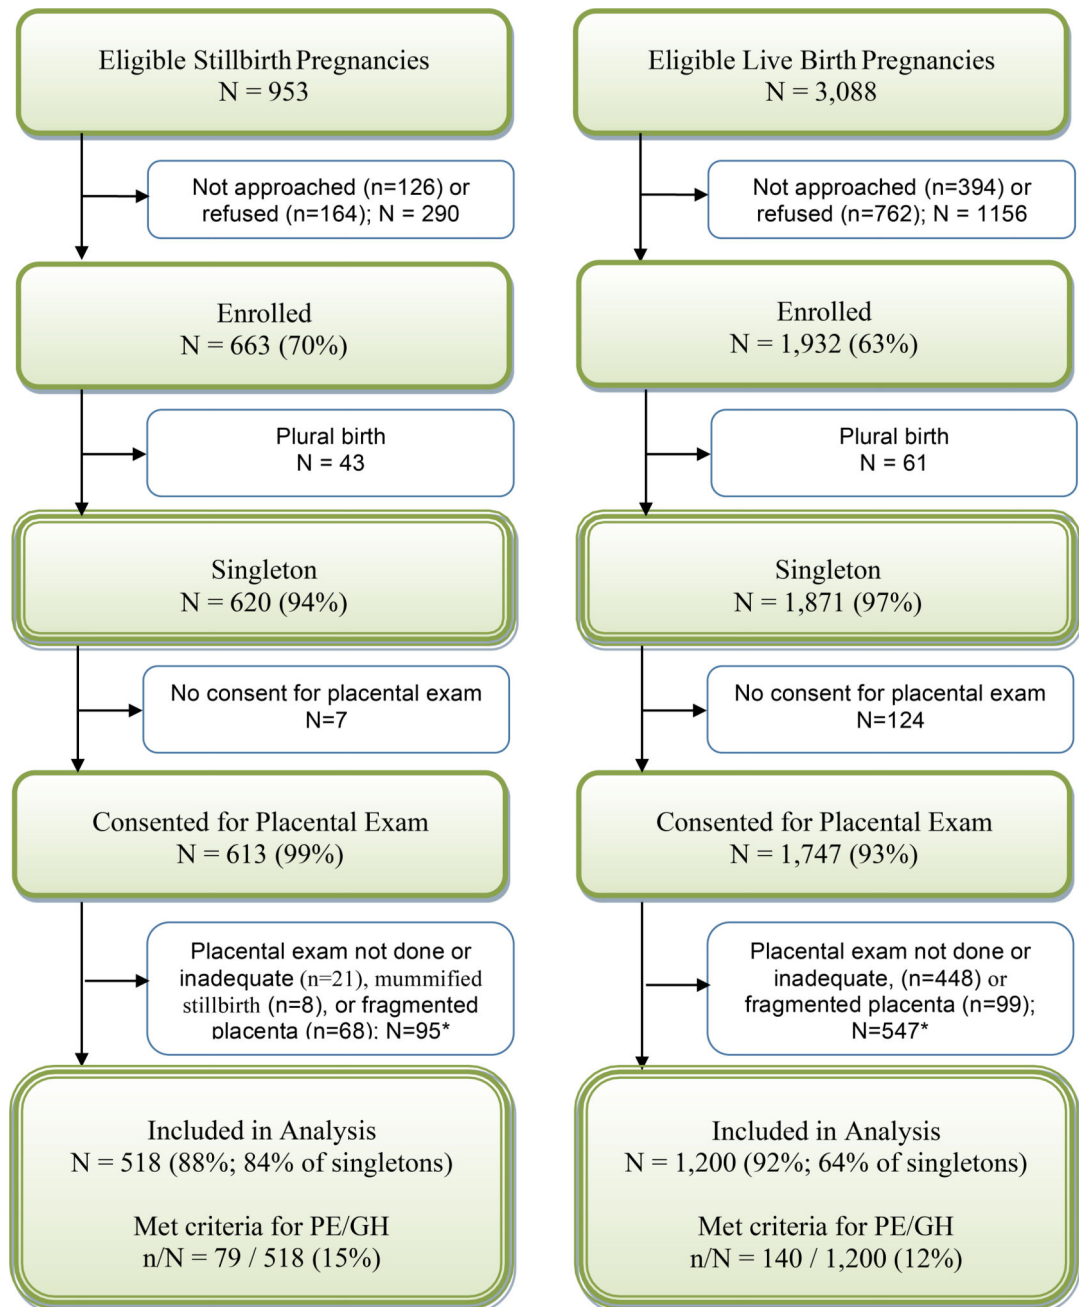 Eligible Stillbirth Pregnancies
N = 953
Not approached (n=126) or
refused (n=164); N = 290
Enrolled
N = 663 (70%)
Plural birth
N = 43
Singleton
N = 620 (94%)
No consent for placental exam
N=7
Consented for Placental Exam
N = 613 (99%)
Placental exam not done or
inadequate (n=21), mummified
stillbirth (n=8), or fragmented
placenta (n=68); N=95*
Included in Analysis
N = 518 (88%; 84% of singletons)
Met criteria for PE/GH
n/N = 79 / 518 (15%)
Eligible Live Birth Pregnancies
N = 3,088
Not approached (n=394) or
refused (n=762); N = 1156
Enrolled
N = 1,932 (63%)
Plural birth
N = 61
Singleton
N = 1,871 (97%)
No consent for placental exam
N=124
Consented for Placental Exam
N = 1,747 (93%)
Placental exam not done or
inadequate, (n=448) or
fragmented placenta (n=99);
N=547*
Included in Analysis
N = 1,200 (92%; 64% of singletons)
Met criteria for PE/GH
n/N = 140 / 1,200 (12%)